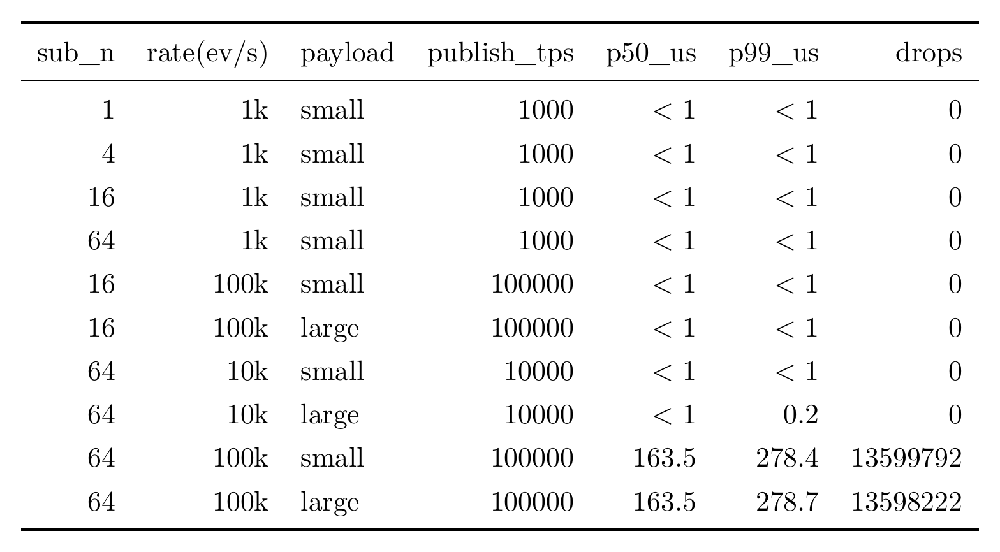 sub_n rate(ev/s) payload publish_tps p50_us p99_us drops
1 1k small 1000 < 1 < 1 0
4 1k small 1000 < 1 < 1 0
16 1k small 1000 < 1 < 1 0
64 1k small 1000 < 1 < 1 0
16 100k small 100000 < 1 < 1 0
16 100k large 100000 < 1 < 1 0
64 10k small 10000 < 1 < 1 0
64 10k large 10000 < 1 0.2 0
64 100k small 100000 163.5 278.4 13599792
64 100k large 100000 163.5 278.7 13598222